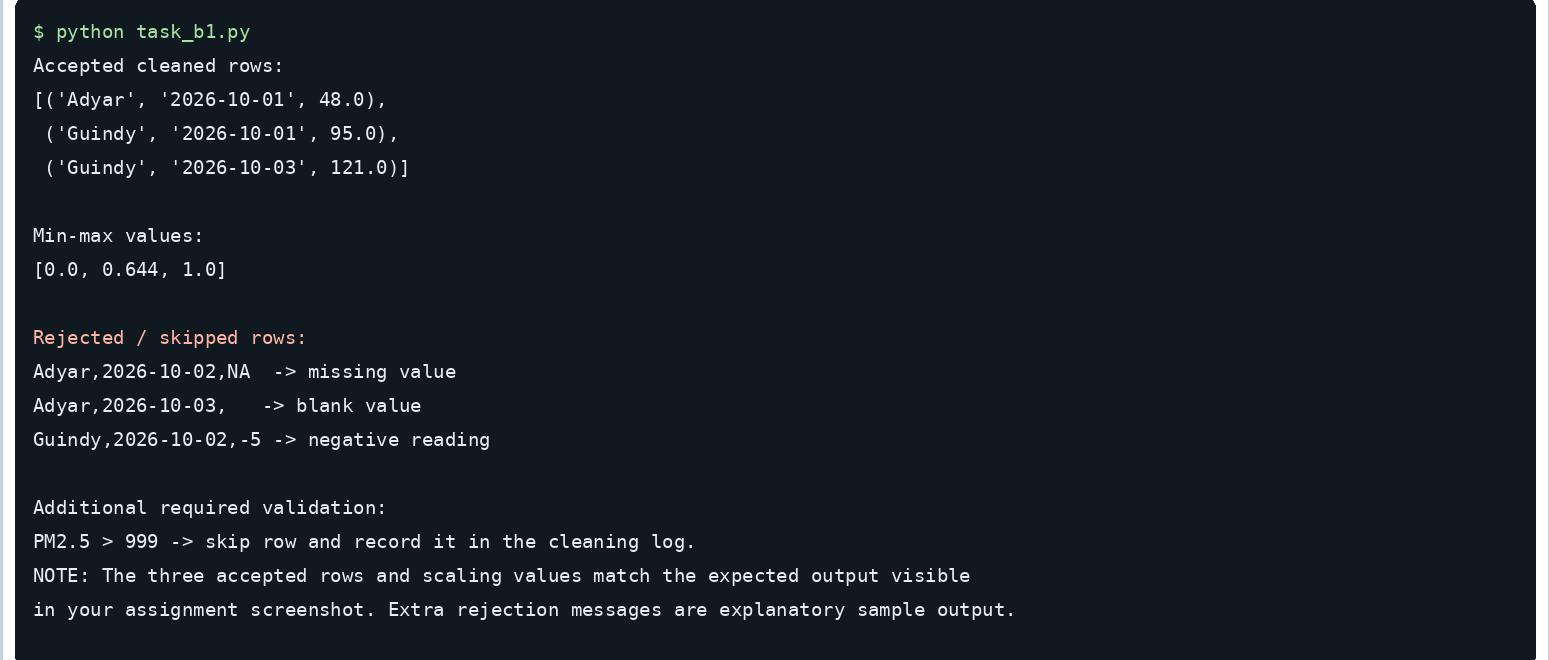 $ python task_b1.py
Accepted cleaned rows:
[('Adyar', '2026-10-01', 48.0),
 ('Guindy', '2026-10-01', 95.0),
 ('Guindy', '2026-10-03', 121.0)]
Min-max values:
[0.0, 0.644, 1.0]
Rejected / skipped rows:
Adyar,2026-10-02,NA  -> missing value
Adyar,2026-10-03,   -> blank value
Guindy,2026-10-02,-5 -> negative reading
Additional required validation:
PM2.5 > 999 -> skip row and record it in the cleaning log.
NOTE: The three accepted rows and scaling values match the expected output visible
in your assignment screenshot. Extra rejection messages are explanatory sample output.